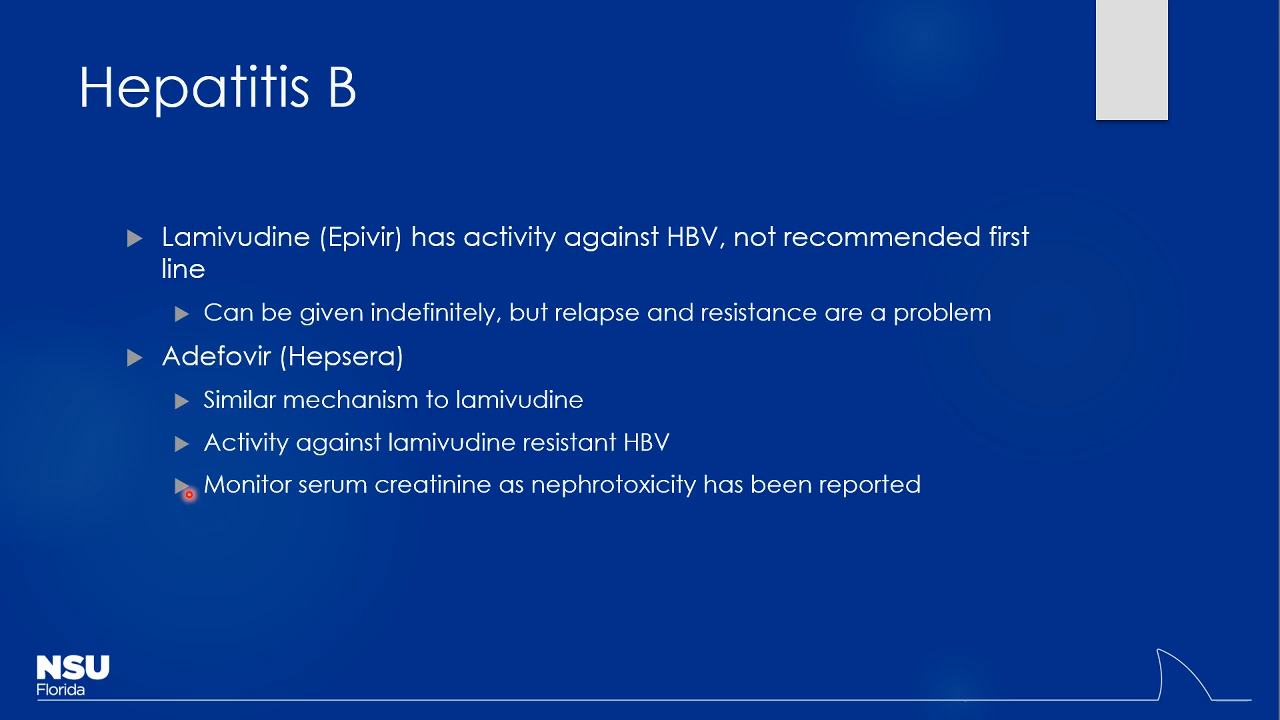 Hepatitis B
Lamivudine (Epivir) has activity against HBV, not recommended first
line
Can be given indefinitely, but relapse and resistance are a problem
Adefovir (Hepsera)
Similar mechanism to lamivudine
Activity against lamivudine resistant HBV
Monitor serum creatinine as nephrotoxicity has been reported
NSU
Florida